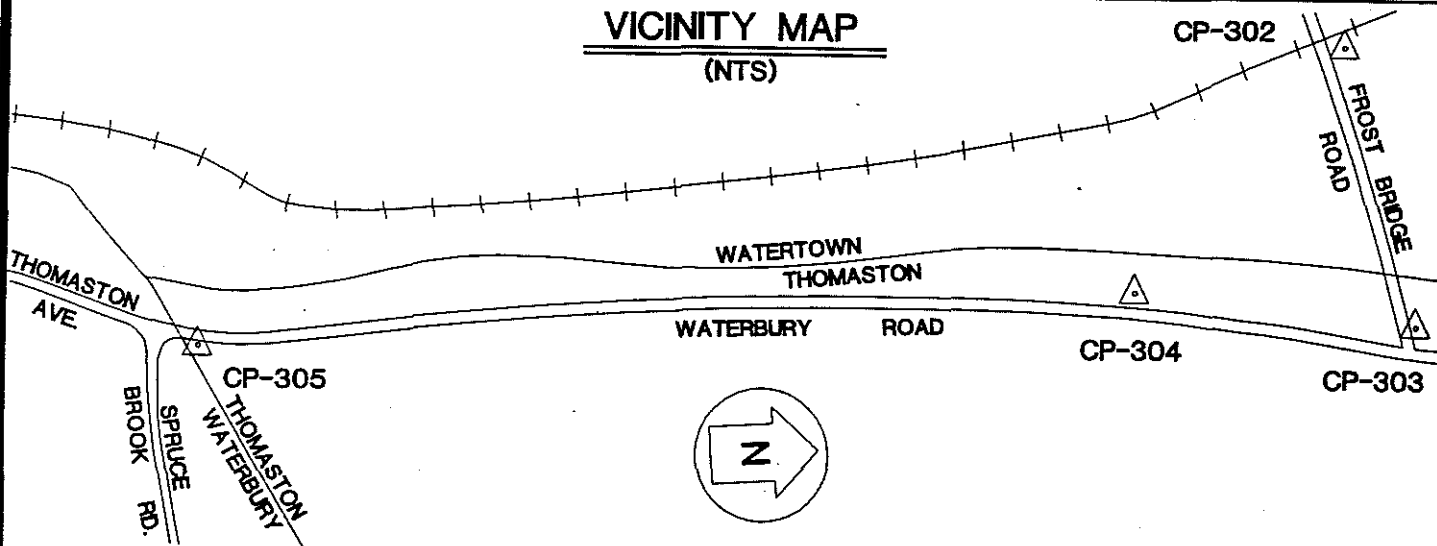 VICINITY MAP
(NTS)
CP-302
FROST BRIDGE
ROAD
WATERTOWN
THOMASTON
THOMASTON
AVE.
WATERBURY ROAD
CP-304
CP-303
CP-305
BROOK RD.
SPRUCE
THOMASTON
WATERBURY
N